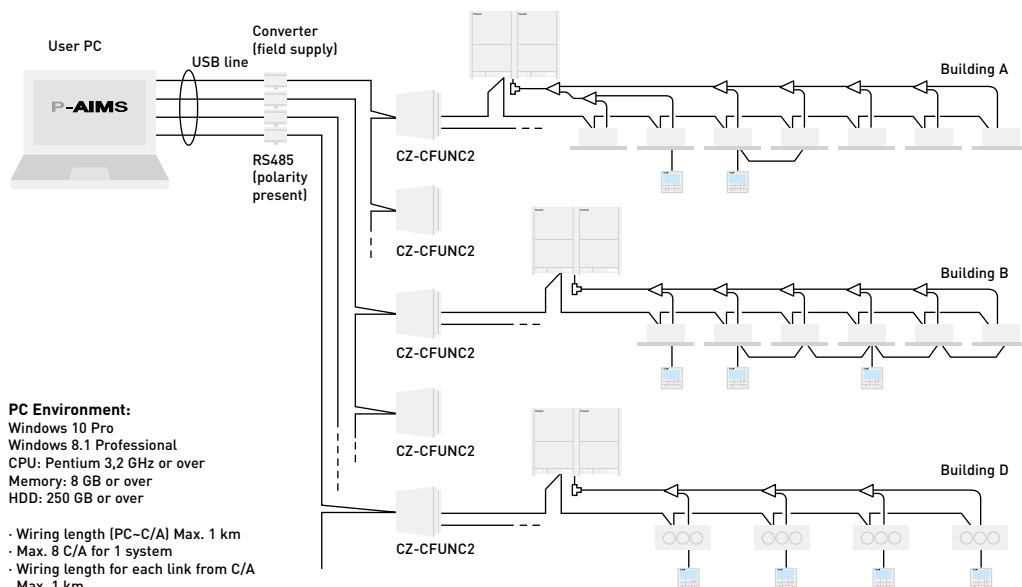 User PC
P-AIMS
USB line
Converter
(field supply)
RS485
(polarity
present)
CZ-CFUNC2
CZ-CFUNC2
CZ-CFUNC2
CZ-CFUNC2
CZ-CFUNC2
Building A
Building B
Building D
PC Environment:
Windows 10 Pro
Windows 8.1 Professional
CPU: Pentium 3,2 GHz or over
Memory: 8 GB or over
HDD: 250 GB or over
· Wiring length (PC~C/A) Max. 1 km
· Max. 8 C/A for 1 system
· Wiring length for each link from C/A
Max. 1 km